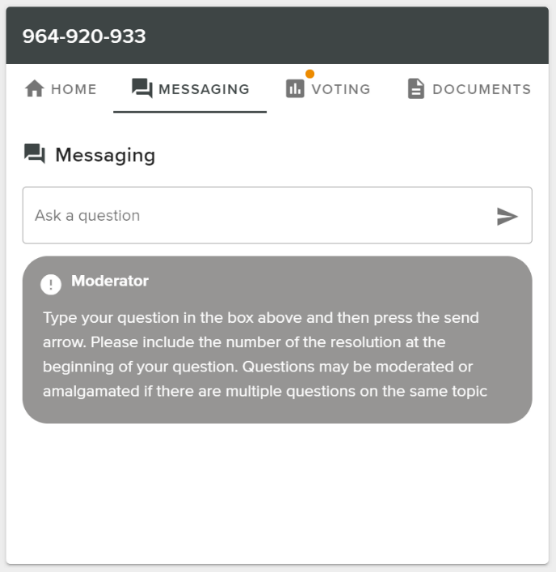 964-920-933
HOME MESSAGING VOTING DOCUMENTS
Messaging
Ask a question
Moderator
Type your question in the box above and then press the send
arrow. Please include the number of the resolution at the
beginning of your question. Questions may be moderated or
amalgamated if there are multiple questions on the same topic